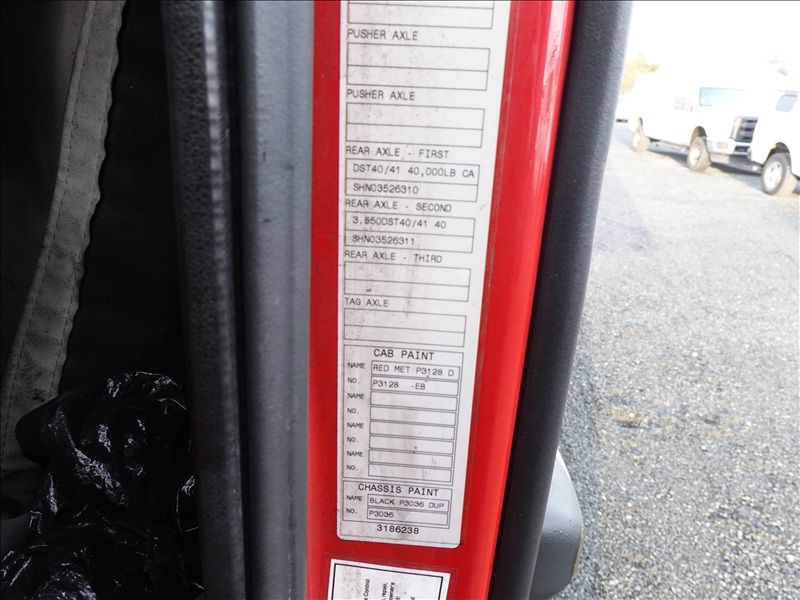 PUSHER AXLE
PUSHER AXLE
REAR AXLE - FIRST
DST40/41 40,000LB CA
SHN03526310
REAR AXLE - SECOND
3.550DST40/41 40
SHN03526311
REAR AXLE - THIRD
TAG AXLE
CAB PAINT
NAME RED MET P3128 D
NO. P3128 -EB
NAME
NO.
NAME
NO.
NAME
NO.
CHASSIS PAINT
NAME BLACK P3036 DUP
NO. P3036
3186238
Control
repair,